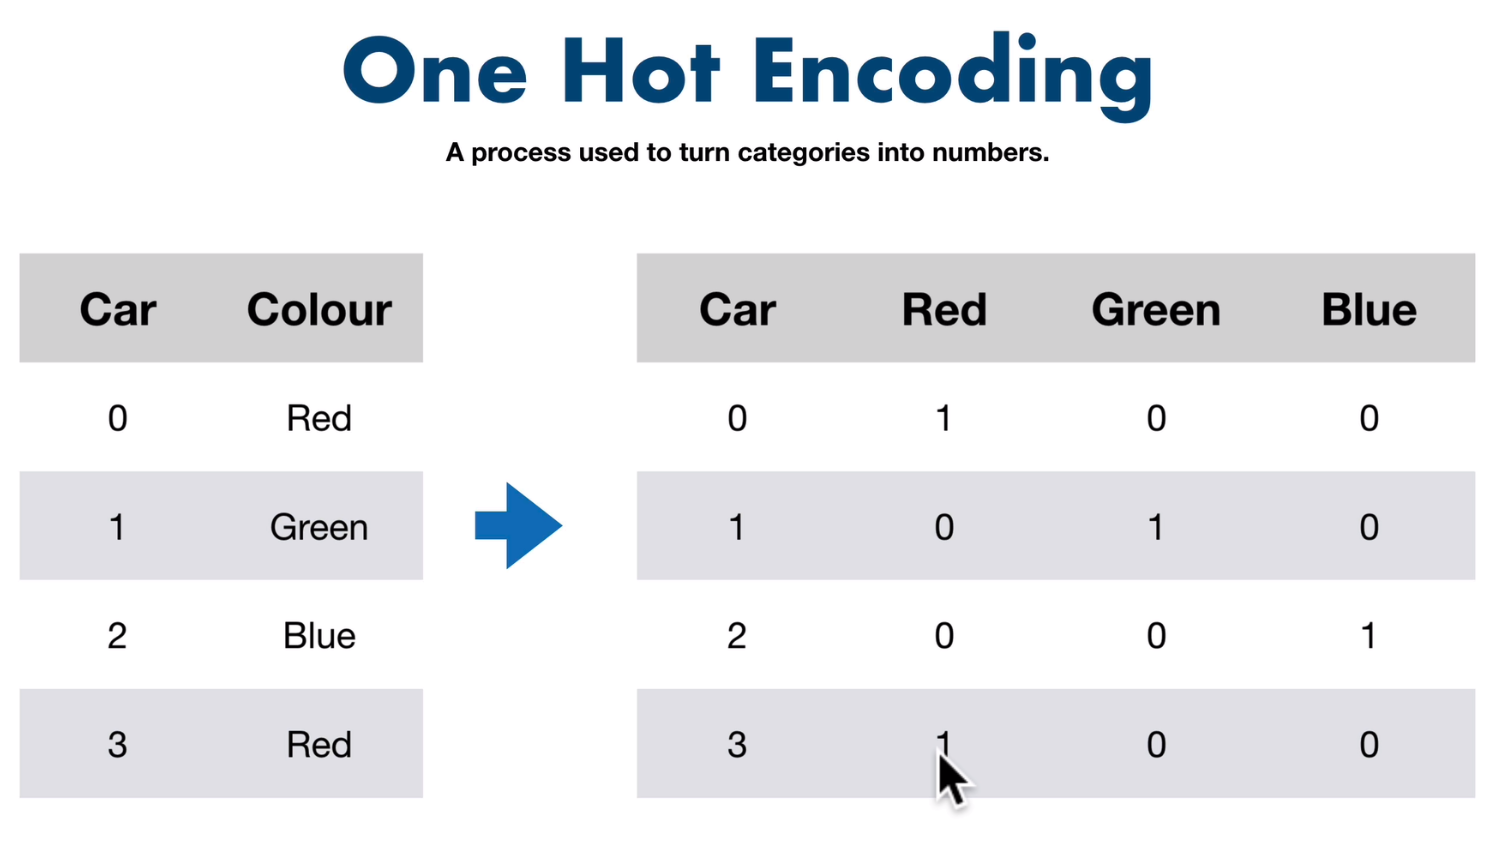 One Hot Encoding
A process used to turn categories into numbers.
Car Colour
0 Red
1 Green
2 Blue
3 Red
Car Red Green Blue
0 1 0 0
1 0 1 0
2 0 0 1
3 1 0 0